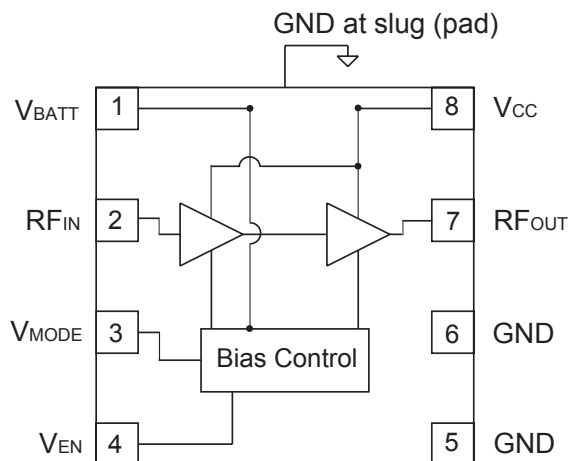 GND at slug (pad)
VBATT 1 8 VCC
RFIN 2 7 RFOUT
VMODE 3 6 GND
Bias Control
VEN 4 5 GND